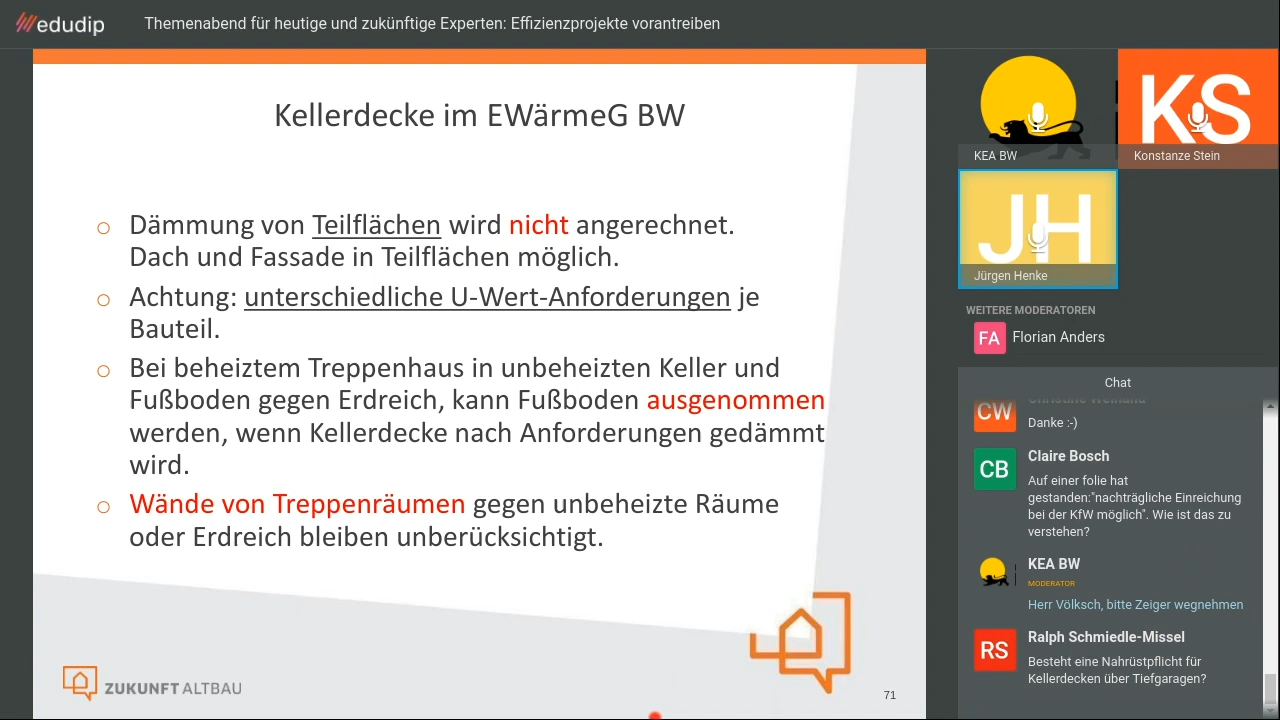 edudip
Themenabend für heutige und zukünftige Experten: Effizienzprojekte vorantreiben
Kellerdecke im EWärmeG BW
Dämmung von Teilflächen wird nicht angerechnet.
Dach und Fassade in Teilflächen möglich.
Achtung: unterschiedliche U-Wert-Anforderungen je
Bauteil.
Bei beheiztem Treppenhaus in unbeheizten Keller und
Fußboden gegen Erdreich, kann Fußboden ausgenommen
werden, wenn Kellerdecke nach Anforderungen gedämmt
wird.
Wände von Treppenräumen gegen unbeheizte Räume
oder Erdreich bleiben unberücksichtigt.
ZUKUNFT ALTBAU
71
KEA BW
KS
Konstanze Stein
JH
Jürgen Henke
WEITERE MODERATOREN
FA
Florian Anders
Chat
CW
Danke :-)
CB
Claire Bosch
Auf einer folie hat
gestanden:"nachträgliche Einreichung
bei der KfW möglich". Wie ist das zu
verstehen?
KEA BW
MODERATOR
Herr Völksch, bitte Zeiger wegnehmen
RS
Ralph Schmiedle-Missel
Besteht eine Nahrüstpflicht für
Kellerdecken über Tiefgaragen?